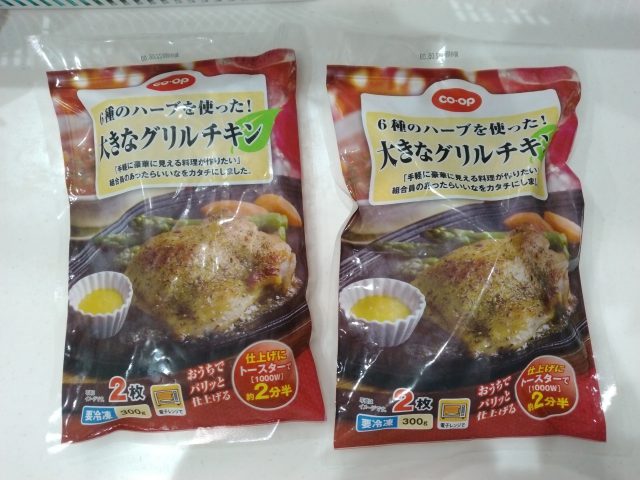 co·op
6種のハーブを使った!
大きなグリルチキン
「手軽に豪華に見える料理が作りたい」
組合員のあったらいいなをカタチにしました。
2枚
要冷凍 300g
電子レンジで
おうちで
パリッと
仕上げる
仕上げに
トースターで
[1000W]
約2分半
co·op
6種のハーブを使った!
大きなグリルチキン
「手軽に豪華に見える料理が作りたい」
組合員のあったらいいなをカタチにしまし
2枚
要冷凍 300g
電子レンジで
おうちで
パリッと
仕上げる
仕上げに
トースターで
[1000W]
約2分半